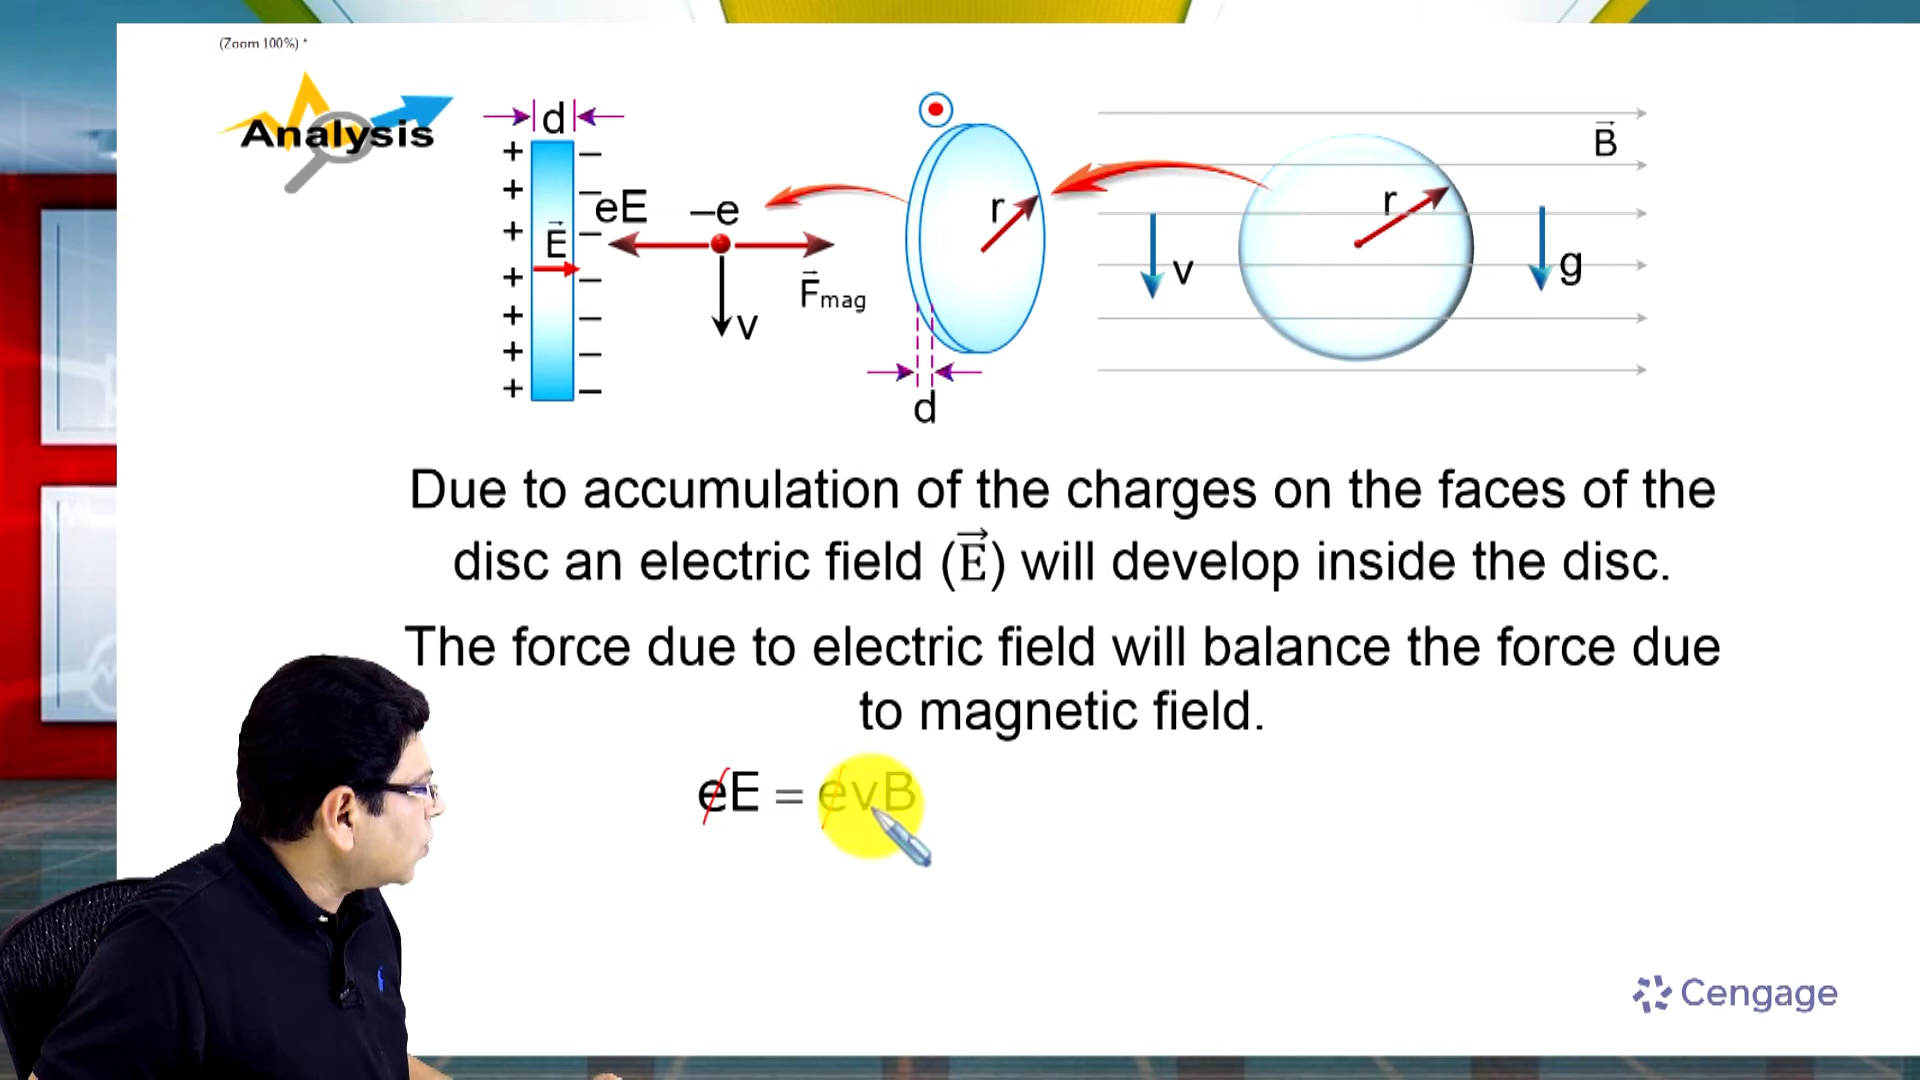 (Zoom 100%) *
Analysis
d
+ + + + + + +
– – – – – – –
E⃗
eE
–e
F⃗mag
v
r
d
v
r
g
B⃗
Due to accumulation of the charges on the faces of the
disc an electric field (E⃗) will develop inside the disc.
The force due to electric field will balance the force due
to magnetic field.
eE = evB
Cengage